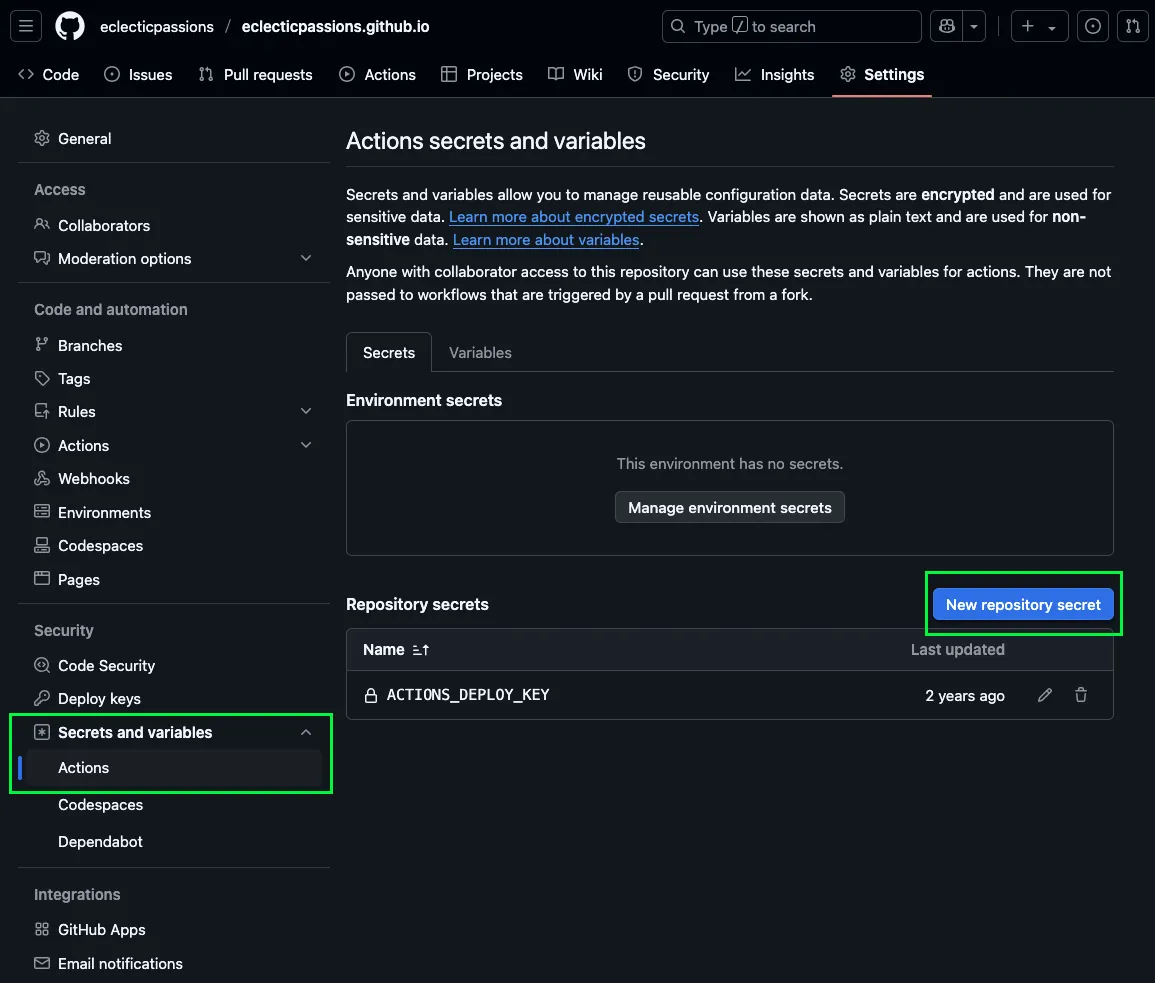 eclecticpassions / eclecticpassions.github.io
Type / to search
Code Issues Pull requests Actions Projects Wiki Security Insights Settings
General
Access
Collaborators
Moderation options
Code and automation
Branches
Tags
Rules
Actions
Webhooks
Environments
Codespaces
Pages
Security
Code Security
Deploy keys
Secrets and variables
Actions
Codespaces
Dependabot
Integrations
GitHub Apps
Email notifications
Actions secrets and variables
Secrets and variables allow you to manage reusable configuration data. Secrets are encrypted and are used for
sensitive data. Learn more about encrypted secrets. Variables are shown as plain text and are used for non-
sensitive data. Learn more about variables.
Anyone with collaborator access to this repository can use these secrets and variables for actions. They are not
passed to workflows that are triggered by a pull request from a fork.
Secrets Variables
Environment secrets
This environment has no secrets.
Manage environment secrets
Repository secrets
New repository secret
Name Last updated
ACTIONS_DEPLOY_KEY 2 years ago